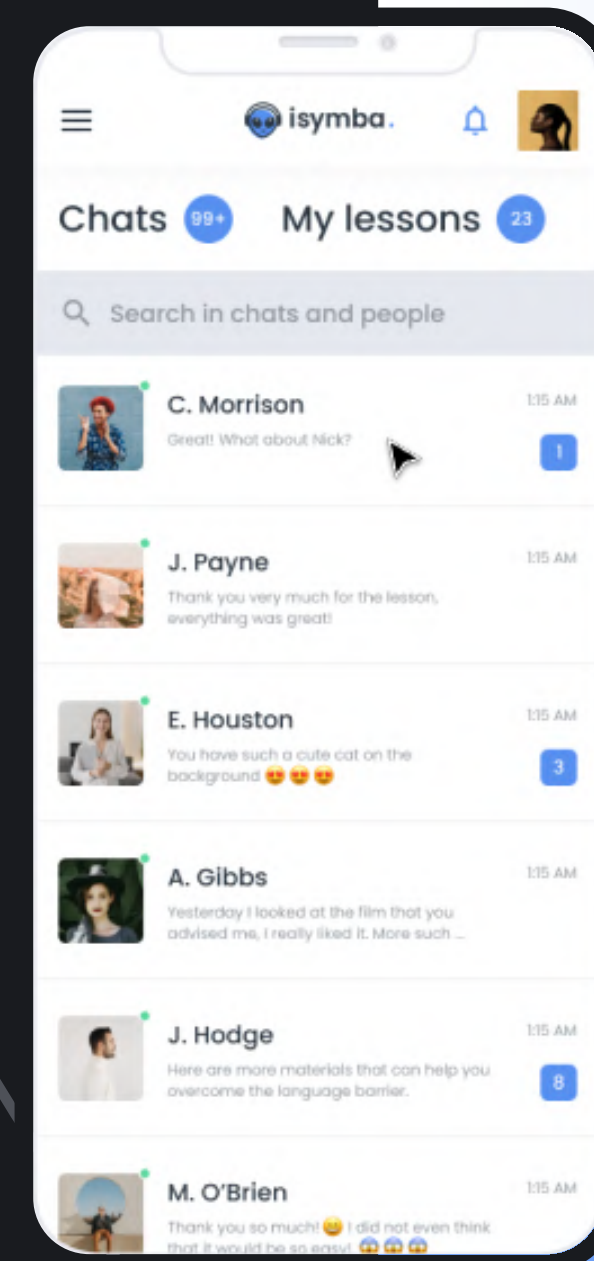 isymba.
Chats 99+ My lessons 23
Search in chats and people
C. Morrison 1:15 AM
Great! What about Nick? 1
J. Payne 1:15 AM
Thank you very much for the lesson,
everything was great!
E. Houston 1:15 AM
You have such a cute cat on the
background 😍 😍 😍 3
A. Gibbs 1:15 AM
Yesterday I looked at the film that you
advised me, I really liked it. More such ...
J. Hodge 1:15 AM
Here are more materials that can help you
overcome the language barrier. 8
M. O'Brien 1:15 AM
Thank you so much! 😄 I did not even think
that it would be so easy! 😱 😱 😱